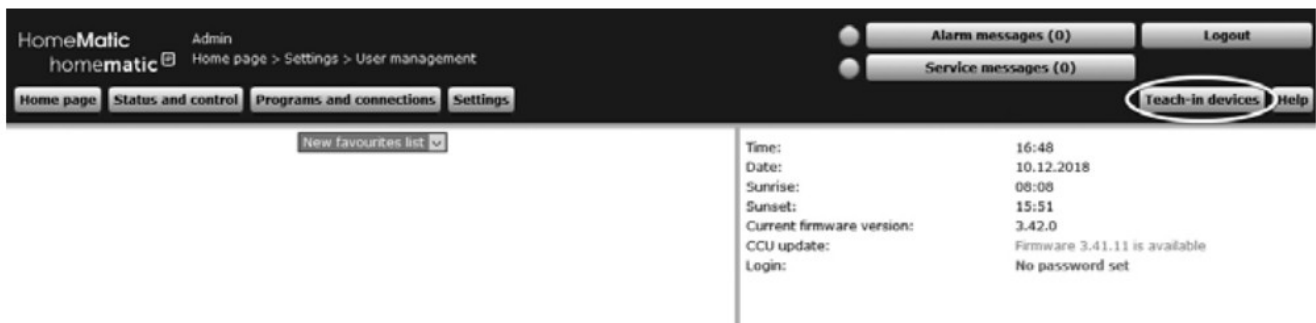 HomeMatic
homematic IP
Admin
Home page > Settings > User management
Alarm messages (0)
Logout
Service messages (0)
Home page
Status and control
Programs and connections
Settings
Teach-in devices
Help
New favourites list
Time: 16:48
Date: 10.12.2018
Sunrise: 08:08
Sunset: 15:51
Current firmware version: 3.42.0
CCU update: Firmware 3.41.11 is available
Login: No password set